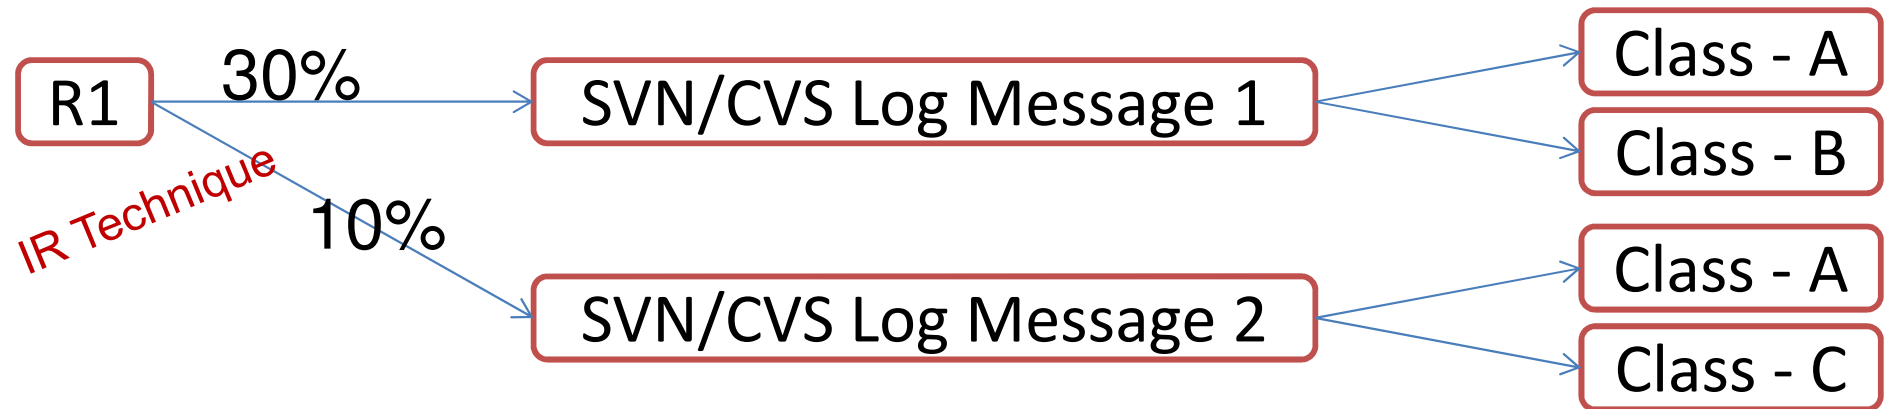 R1
30%
SVN/CVS Log Message 1
Class - A
Class - B
IR Technique
10%
SVN/CVS Log Message 2
Class - A
Class - C